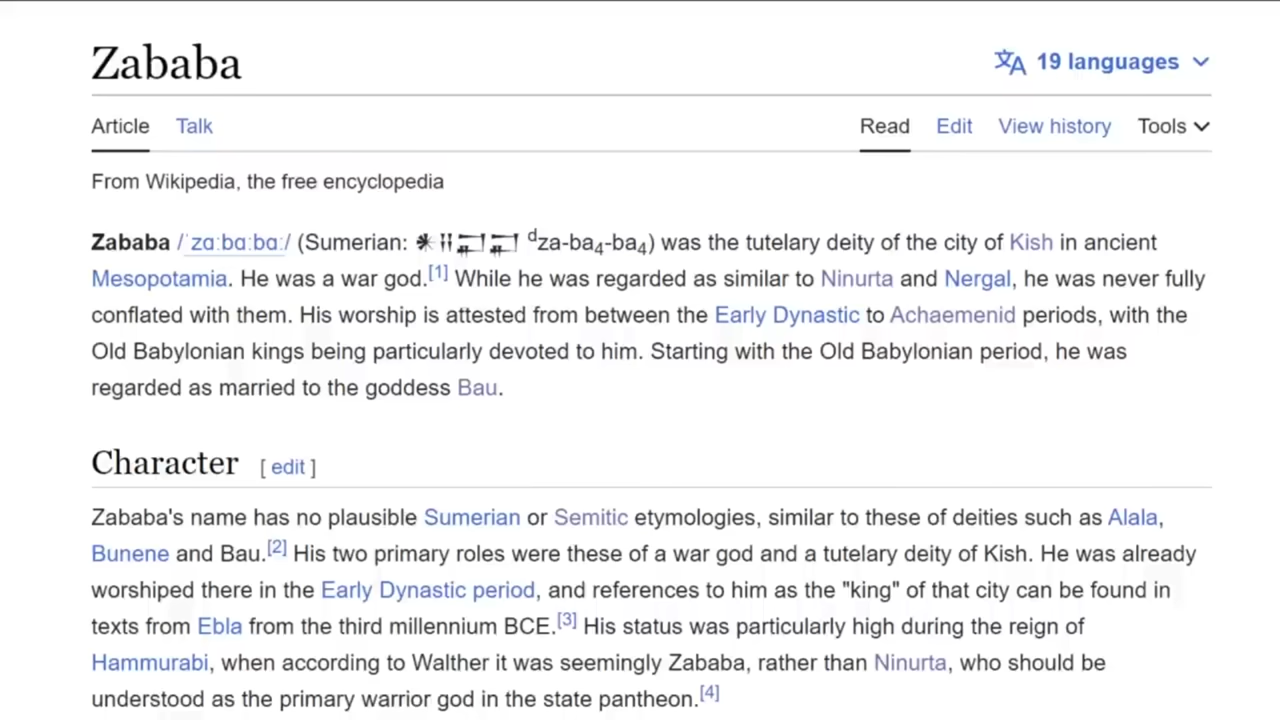 Zababa
19 languages
Article Talk Read Edit View history Tools
From Wikipedia, the free encyclopedia
Zababa /ˈzɑːbɑːbɑː/ (Sumerian: 𒀭𒍝𒂷𒂷 ᵈza-ba₄-ba₄) was the tutelary deity of the city of Kish in ancient
Mesopotamia. He was a war god.[1] While he was regarded as similar to Ninurta and Nergal, he was never fully
conflated with them. His worship is attested from between the Early Dynastic to Achaemenid periods, with the
Old Babylonian kings being particularly devoted to him. Starting with the Old Babylonian period, he was
regarded as married to the goddess Bau.
Character [ edit ]
Zababa's name has no plausible Sumerian or Semitic etymologies, similar to these of deities such as Alala,
Bunene and Bau.[2] His two primary roles were these of a war god and a tutelary deity of Kish. He was already
worshiped there in the Early Dynastic period, and references to him as the "king" of that city can be found in
texts from Ebla from the third millennium BCE.[3] His status was particularly high during the reign of
Hammurabi, when according to Walther it was seemingly Zababa, rather than Ninurta, who should be
understood as the primary warrior god in the state pantheon.[4]